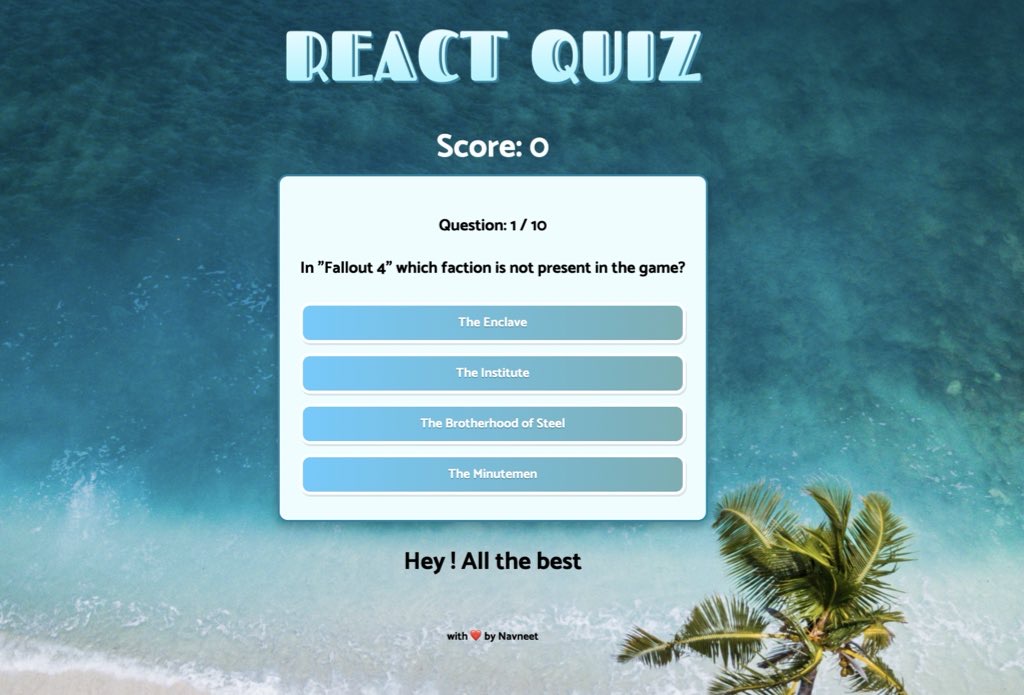 REACT QUIZ
Score: 0
Question: 1 / 10
In "Fallout 4" which faction is not present in the game?
The Enclave
The Institute
The Brotherhood of Steel
The Minutemen
Hey ! All the best
with ❤️ by Navneet